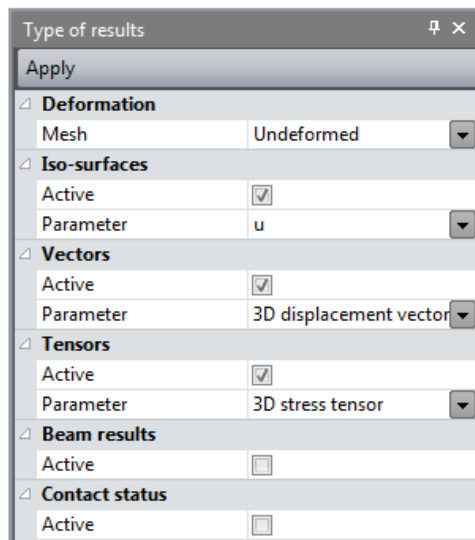 Type of results
Apply
Deformation
Mesh Undeformed
Iso-surfaces
Active
Parameter u
Vectors
Active
Parameter 3D displacement vector
Tensors
Active
Parameter 3D stress tensor
Beam results
Active
Contact status
Active